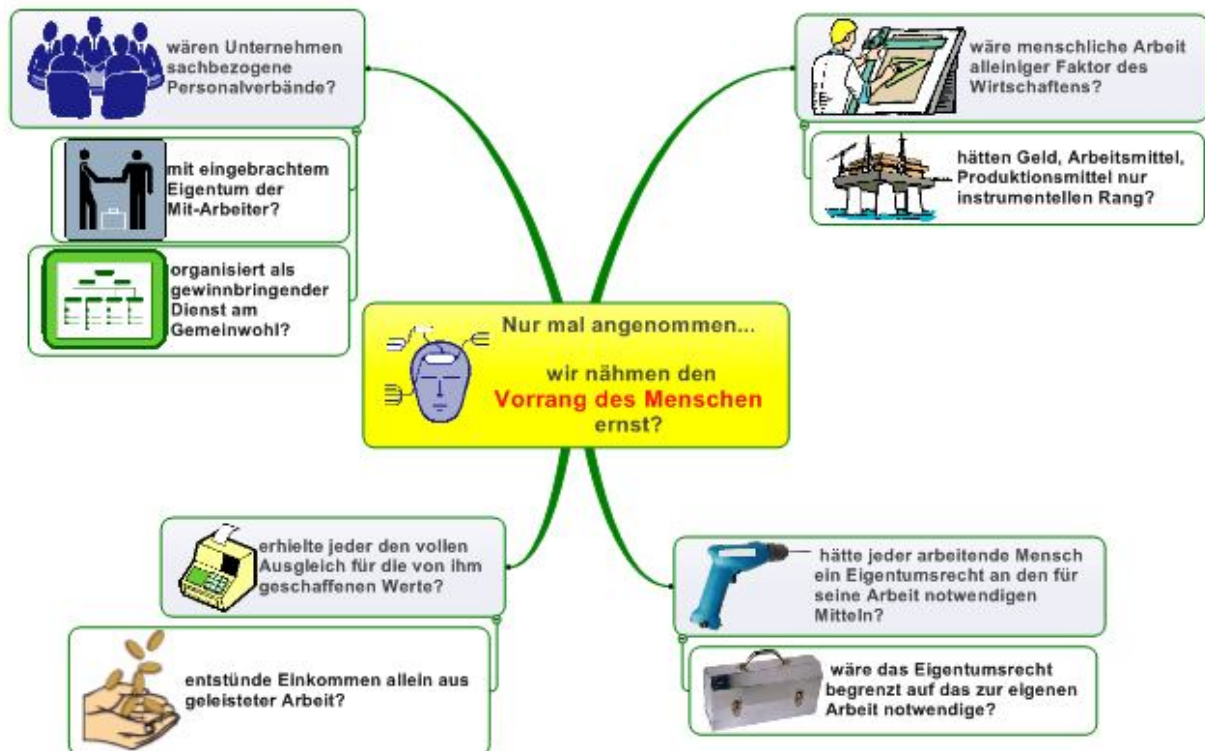 wären Unternehmen
sachbezogene
Personalverbände?
mit eingebrachtem
Eigentum der
Mit-Arbeiter?
organisiert als
gewinnbringender
Dienst am
Gemeinwohl?
wäre menschliche Arbeit
alleiniger Faktor des
Wirtschaftens?
hätten Geld, Arbeitsmittel,
Produktionsmittel nur
instrumentellen Rang?
Nur mal angenommen...
wir nähmen den
Vorrang des Menschen
ernst?
erhielte jeder den vollen
Ausgleich für die von ihm
geschaffenen Werte?
entstünde Einkommen allein aus
geleisteter Arbeit?
hätte jeder arbeitende Mensch
ein Eigentumsrecht an den für
seine Arbeit notwendigen
Mitteln?
wäre das Eigentumsrecht
begrenzt auf das zur eigenen
Arbeit notwendige?